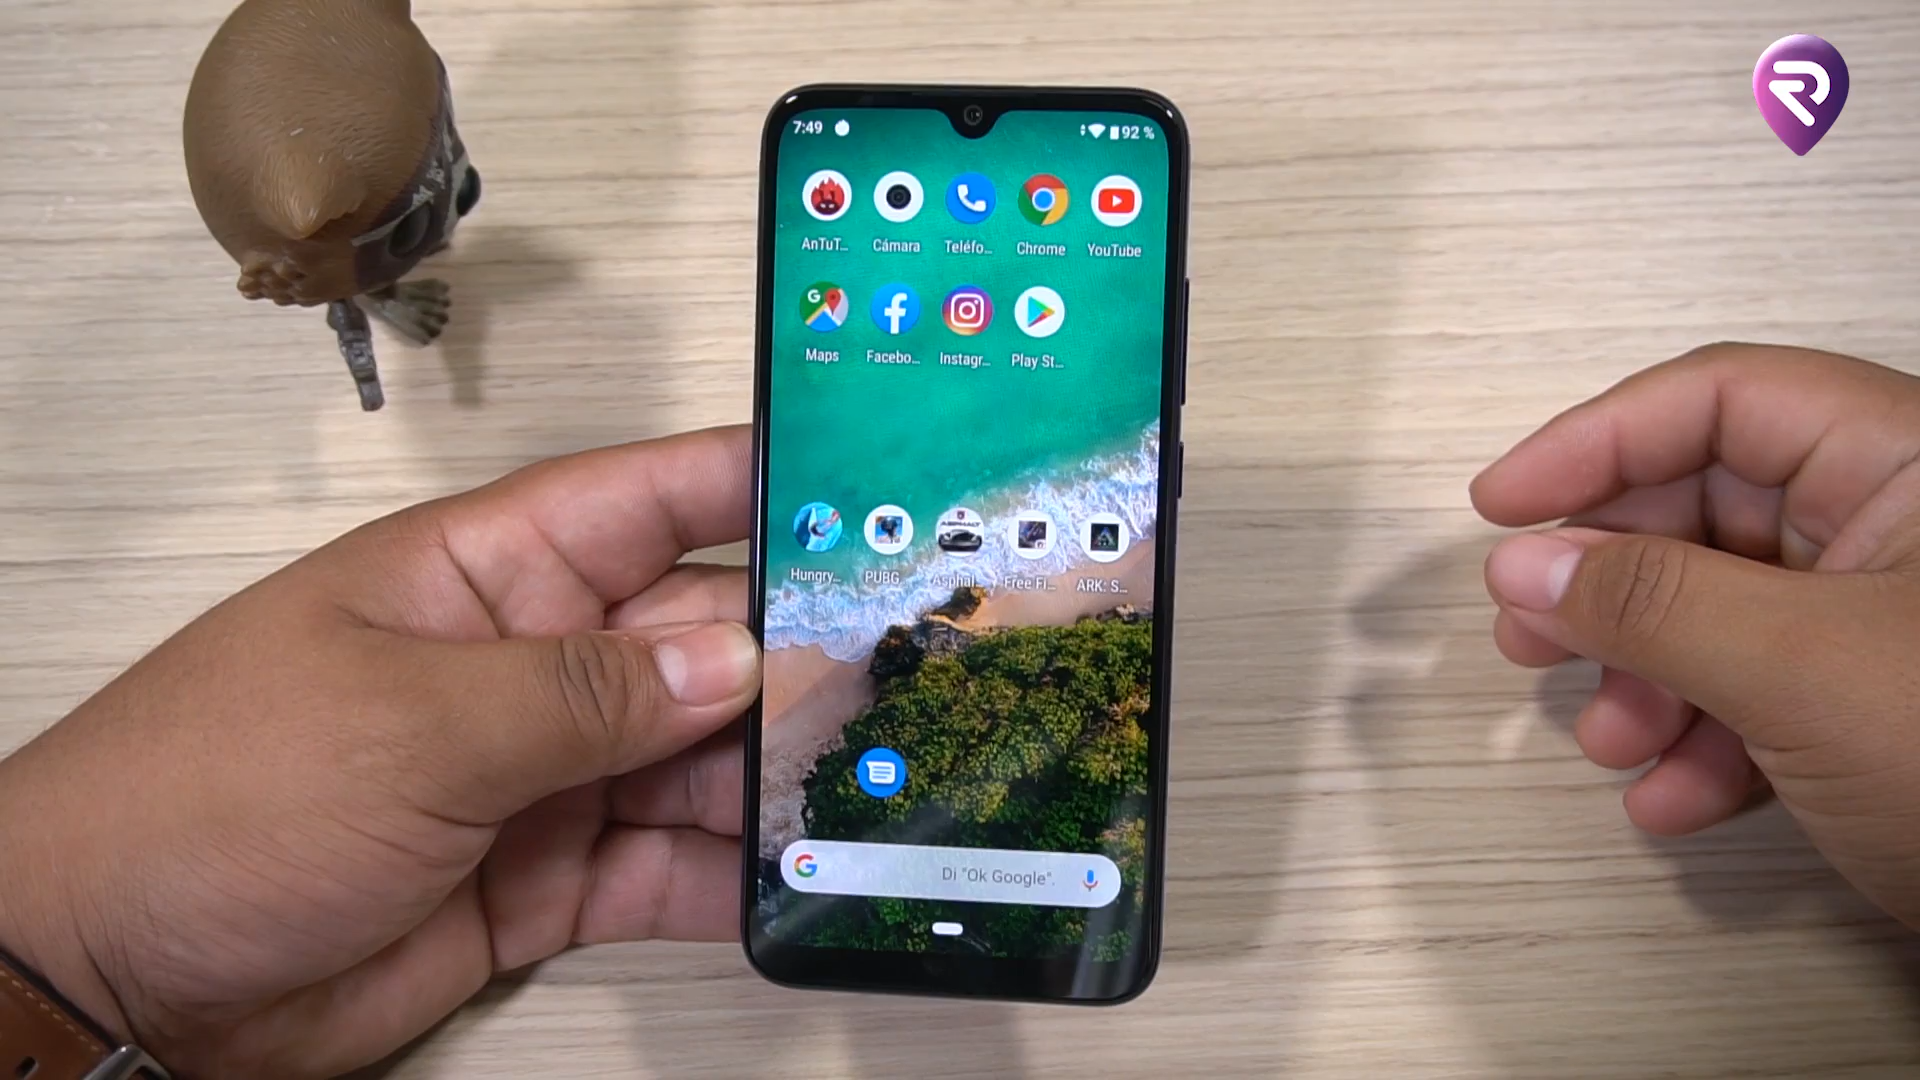 7:49 92 %
AnTuT... Cámara Teléfo... Chrome YouTube
G
Maps Facebo... Instagr... Play St...
ASPHALT
Hungry... PUBG Asphal... Free Fi... ARK: S...
G Di "Ok Google".
R